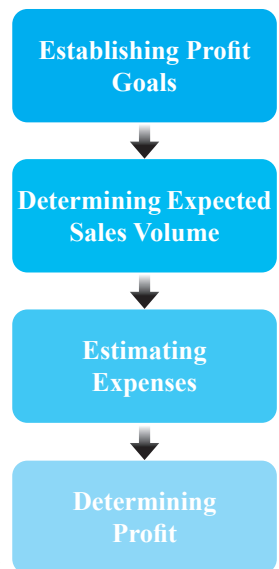 Establishing Profit
Goals
Determining Expected
Sales Volume
Estimating
Expenses
Determining
Profit